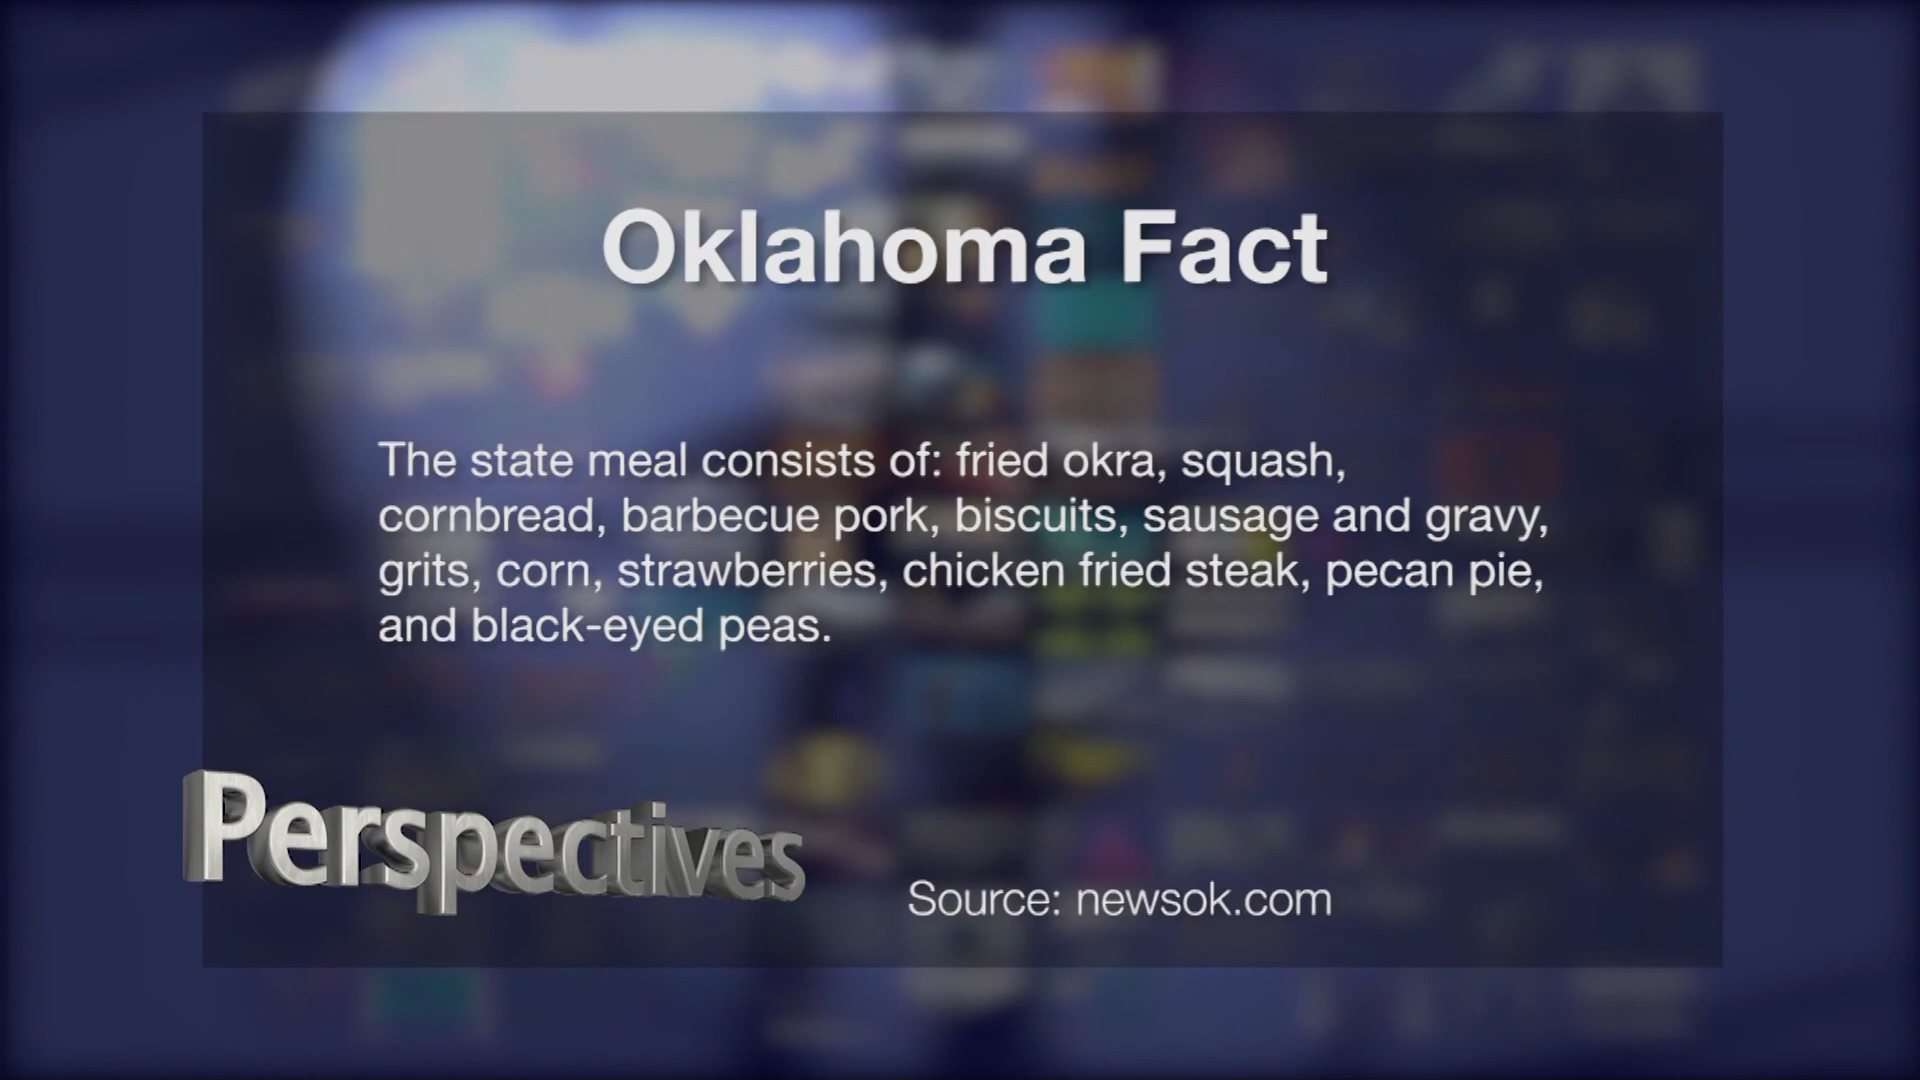 Oklahoma Fact
The state meal consists of: fried okra, squash,
cornbread, barbecue pork, biscuits, sausage and gravy,
grits, corn, strawberries, chicken fried steak, pecan pie,
and black-eyed peas.
Perspectives
Source: newsok.com